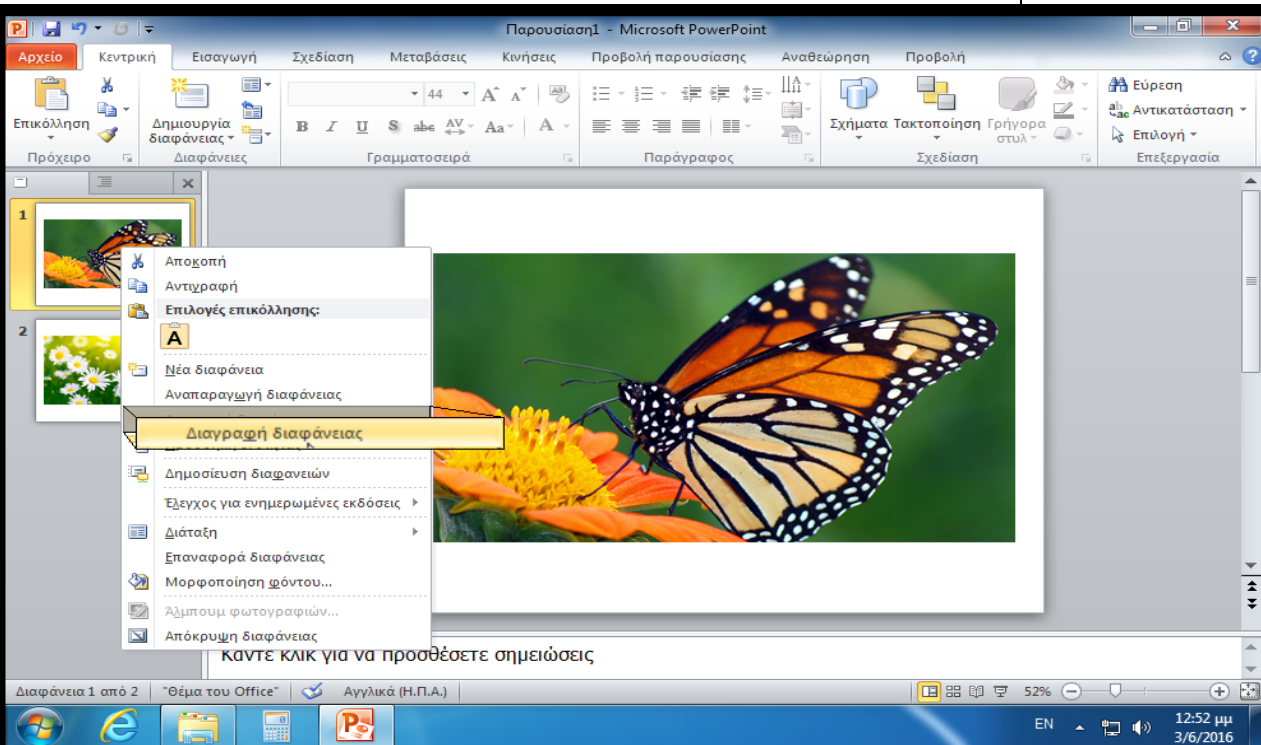 Παρουσίαση1 - Microsoft PowerPoint
Αρχείο Κεντρική Εισαγωγή Σχεδίαση Μεταβάσεις Κινήσεις Προβολή παρουσίασης Αναθεώρηση Προβολή
44
Επικόλληση
Δημιουργία διαφάνειας
B I U S abc AV Aa A
Σχήματα Τακτοποίηση Γρήγορα στυλ
Εύρεση
Αντικατάσταση
Επιλογή
Πρόχειρο Διαφάνειες Γραμματοσειρά Παράγραφος Σχεδίαση Επεξεργασία
1
2
Αποκοπή
Αντιγραφή
Επιλογές επικόλλησης:
A
Νέα διαφάνεια
Αναπαραγωγή διαφάνειας
Διαγραφή διαφάνειας
Δημοσίευση διαφανειών
Έλεγχος για ενημερωμένες εκδόσεις
Διάταξη
Επαναφορά διαφάνειας
Μορφοποίηση φόντου...
Άλμπουμ φωτογραφιών...
Απόκρυψη διαφάνειας
Κάντε κλικ για να προσθέσετε σημειώσεις
Διαφάνεια 1 από 2 "Θέμα του Office" Αγγλικά (Η.Π.Α.) 52%
EN 12:52 μμ
3/6/2016